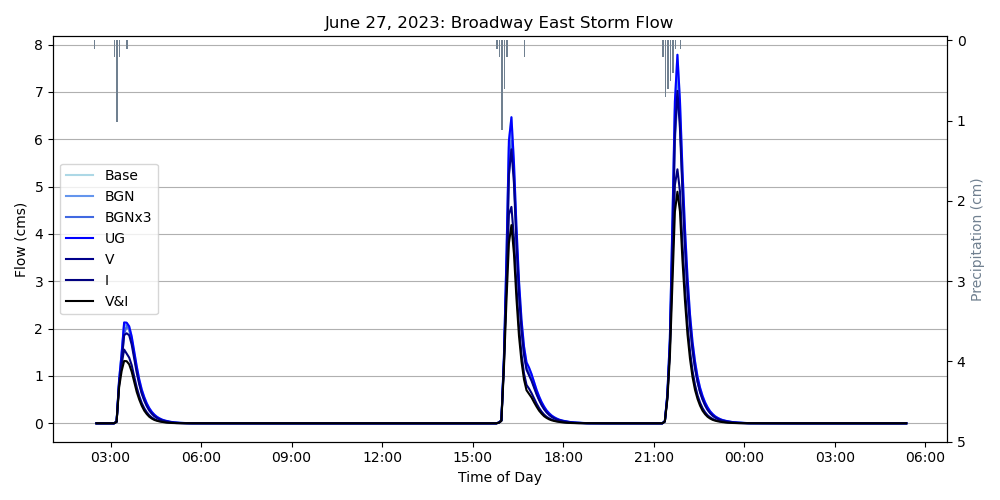 June 27, 2023: Broadway East Storm Flow
8
7
6
5
4
3
2
1
0
Flow (cms)
Base
BGN
BGNx3
UG
V
I
V&I
0
1
2
3
4
5
Precipitation (cm)
03:00 06:00 09:00 12:00 15:00 18:00 21:00 00:00 03:00 06:00
Time of Day